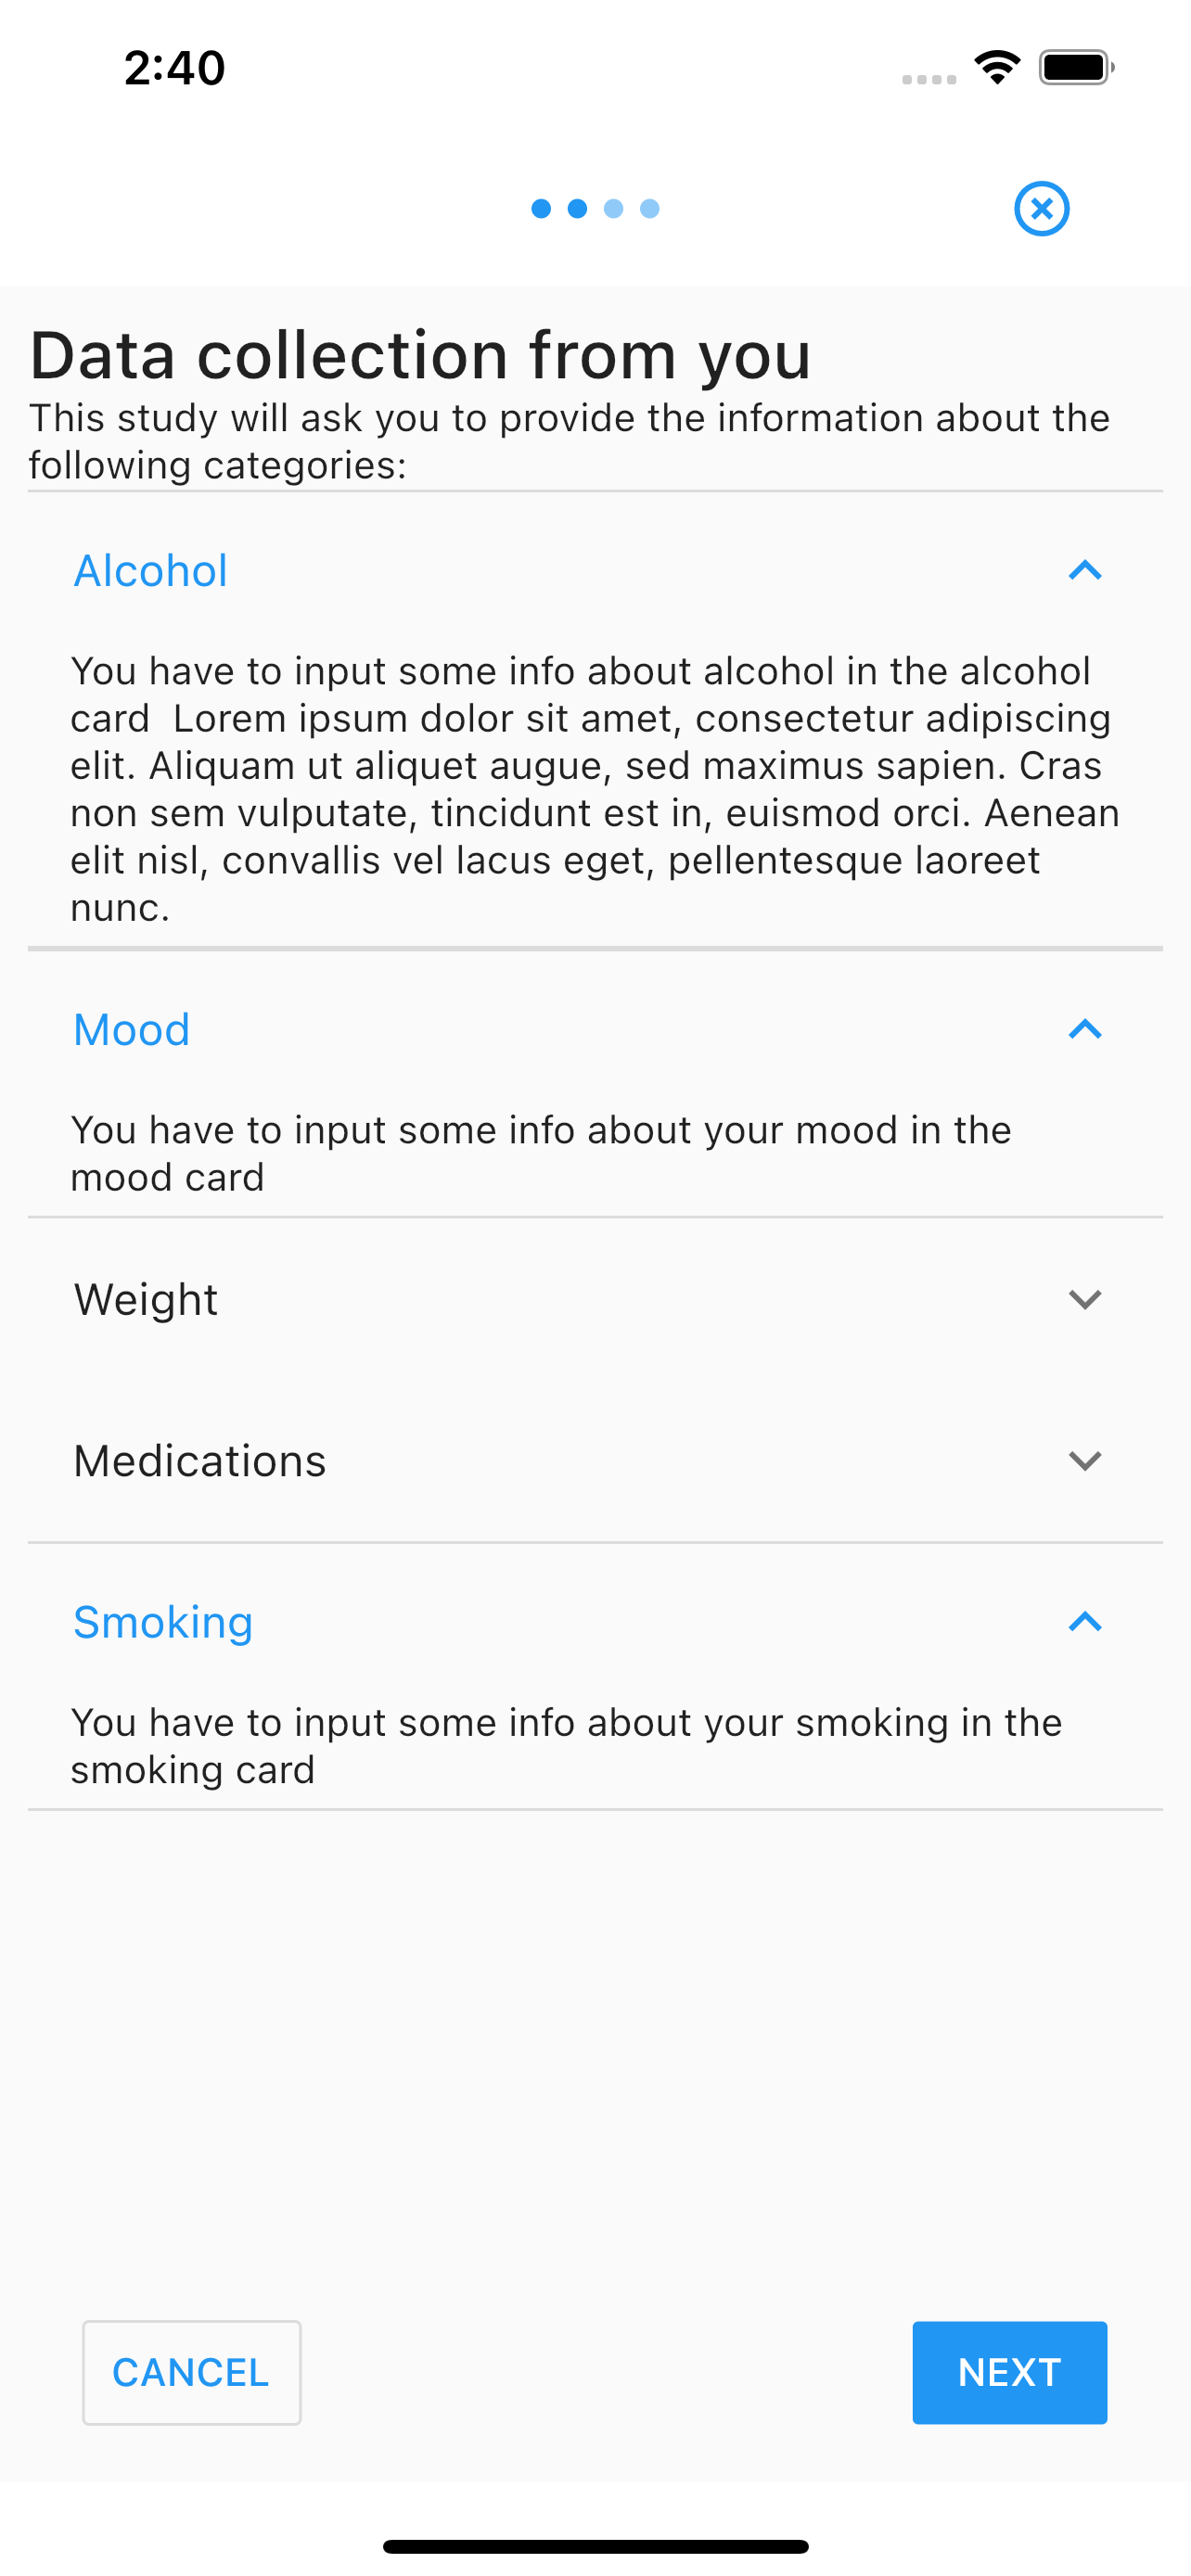 2:40
Data collection from you
This study will ask you to provide the information about the
following categories:
Alcohol
You have to input some info about alcohol in the alcohol
card  Lorem ipsum dolor sit amet, consectetur adipiscing
elit. Aliquam ut aliquet augue, sed maximus sapien. Cras
non sem vulputate, tincidunt est in, euismod orci. Aenean
elit nisl, convallis vel lacus eget, pellentesque laoreet
nunc.
Mood
You have to input some info about your mood in the
mood card
Weight
Medications
Smoking
You have to input some info about your smoking in the
smoking card
CANCEL
NEXT